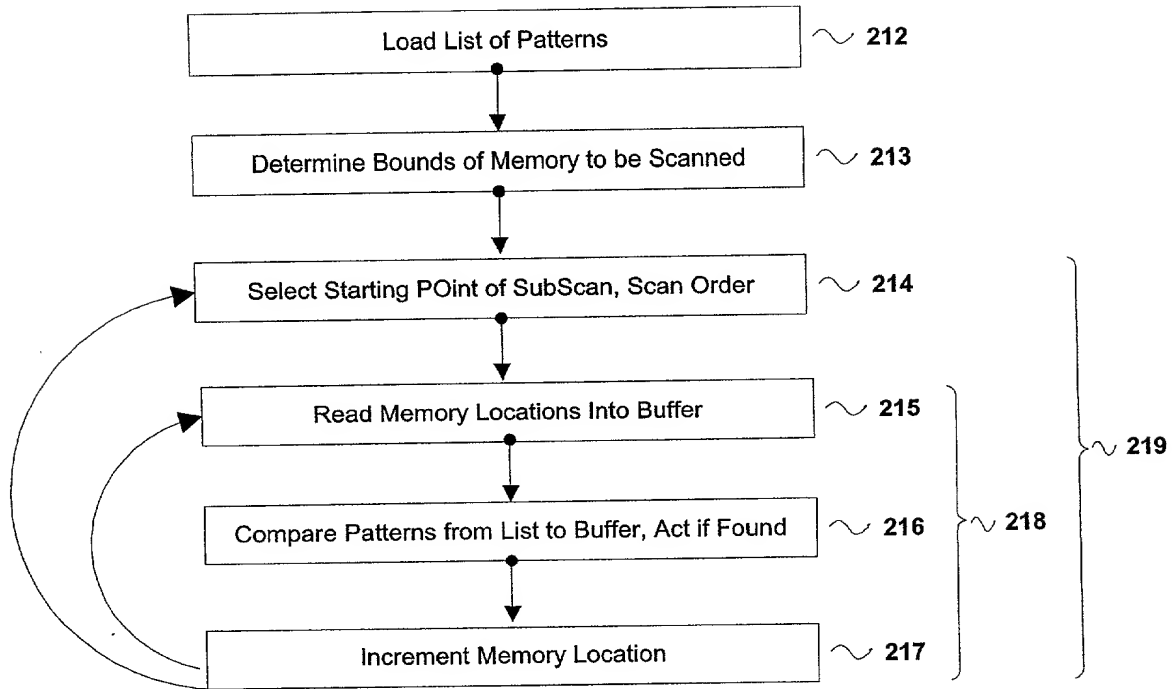 Load List of Patterns 212
Determine Bounds of Memory to be Scanned 213
Select Starting POint of SubScan, Scan Order 214
Read Memory Locations Into Buffer 215
219
Compare Patterns from List to Buffer, Act if Found 216
218
Increment Memory Location 217